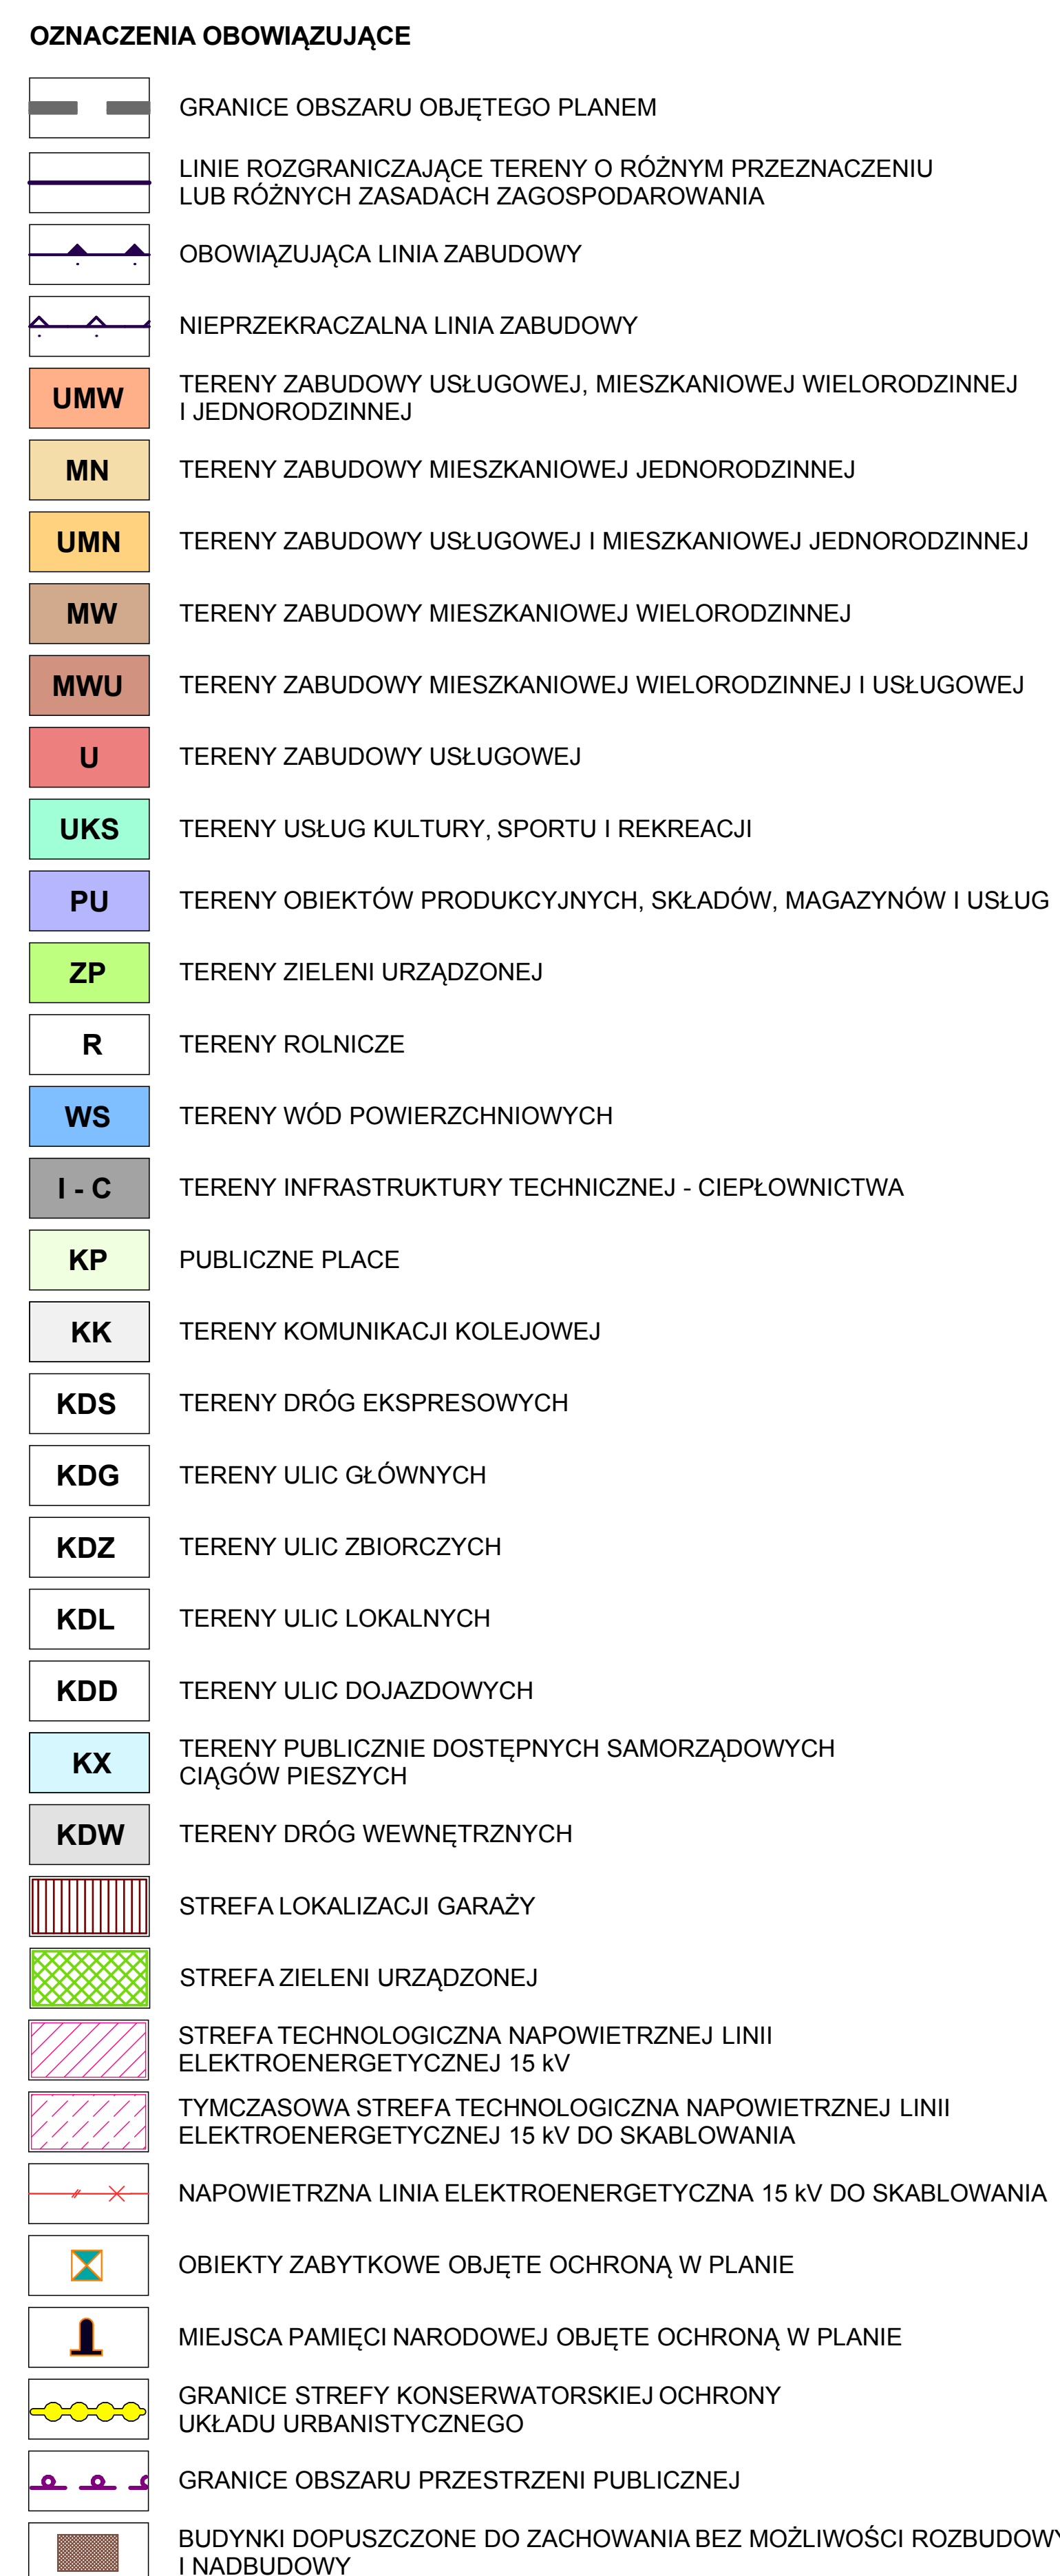 OZNACZENIA OBOWIĄZUJĄCE
GRANICE OBSZARU OBJĘTEGO PLANEM
LINIE ROZGRANICZAJĄCE TERENY O RÓŻNYM PRZEZNACZENIU
LUB RÓŻNYCH ZASADACH ZAGOSPODAROWANIA
OBOWIĄZUJĄCA LINIA ZABUDOWY
NIEPRZEKRACZALNA LINIA ZABUDOWY
UMW TERENY ZABUDOWY USŁUGOWEJ, MIESZKANIOWEJ WIELORODZINNEJ
I JEDNORODZINNEJ
MN TERENY ZABUDOWY MIESZKANIOWEJ JEDNORODZINNEJ
UMN TERENY ZABUDOWY USŁUGOWEJ I MIESZKANIOWEJ JEDNORODZINNEJ
MW TERENY ZABUDOWY MIESZKANIOWEJ WIELORODZINNEJ
MWU TERENY ZABUDOWY MIESZKANIOWEJ WIELORODZINNEJ I USŁUGOWEJ
U TERENY ZABUDOWY USŁUGOWEJ
UKS TERENY USŁUG KULTURY, SPORTU I REKREACJI
PU TERENY OBIEKTÓW PRODUKCYJNYCH, SKŁADÓW, MAGAZYNÓW I USŁUG
ZP TERENY ZIELENI URZĄDZONEJ
R TERENY ROLNICZE
WS TERENY WÓD POWIERZCHNIOWYCH
I - C TERENY INFRASTRUKTURY TECHNICZNEJ - CIEPŁOWNICTWA
KP PUBLICZNE PLACE
KK TERENY KOMUNIKACJI KOLEJOWEJ
KDS TERENY DRÓG EKSPRESOWYCH
KDG TERENY ULIC GŁÓWNYCH
KDZ TERENY ULIC ZBIORCZYCH
KDL TERENY ULIC LOKALNYCH
KDD TERENY ULIC DOJAZDOWYCH
KX TERENY PUBLICZNIE DOSTĘPNYCH SAMORZĄDOWYCH
CIĄGÓW PIESZYCH
KDW TERENY DRÓG WEWNĘTRZNYCH
STREFA LOKALIZACJI GARAŻY
STREFA ZIELENI URZĄDZONEJ
STREFA TECHNOLOGICZNA NAPOWIETRZNEJ LINII
ELEKTROENERGETYCZNEJ 15 kV
TYMCZASOWA STREFA TECHNOLOGICZNA NAPOWIETRZNEJ LINII
ELEKTROENERGETYCZNEJ 15 kV DO SKABLOWANIA
NAPOWIETRZNA LINIA ELEKTROENERGETYCZNA 15 kV DO SKABLOWANIA
OBIEKTY ZABYTKOWE OBJĘTE OCHRONĄ W PLANIE
MIEJSCA PAMIĘCI NARODOWEJ OBJĘTE OCHRONĄ W PLANIE
GRANICE STREFY KONSERWATORSKIEJ OCHRONY
UKŁADU URBANISTYCZNEGO
GRANICE OBSZARU PRZESTRZENI PUBLICZNEJ
BUDYNKI DOPUSZCZONE DO ZACHOWANIA BEZ MOŻLIWOŚCI ROZBUDOWY
I NADBUDOWY